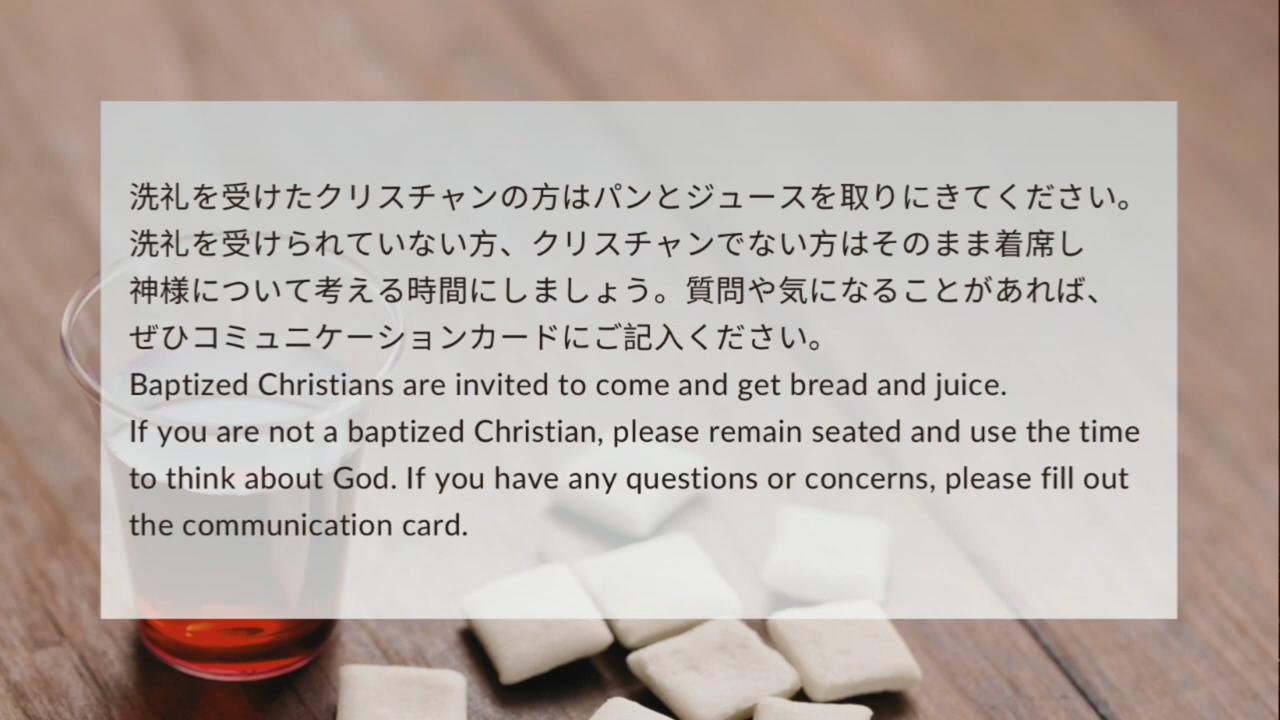 洗礼を受けたクリスチャンの方はパンとジュースを取りにきてください。
洗礼を受けられていない方、クリスチャンでない方はそのまま着席し
神様について考える時間にしましょう。質問や気になることがあれば、
ぜひコミュニケーションカードにご記入ください。
Baptized Christians are invited to come and get bread and juice.
If you are not a baptized Christian, please remain seated and use the time
to think about God. If you have any questions or concerns, please fill out
the communication card.